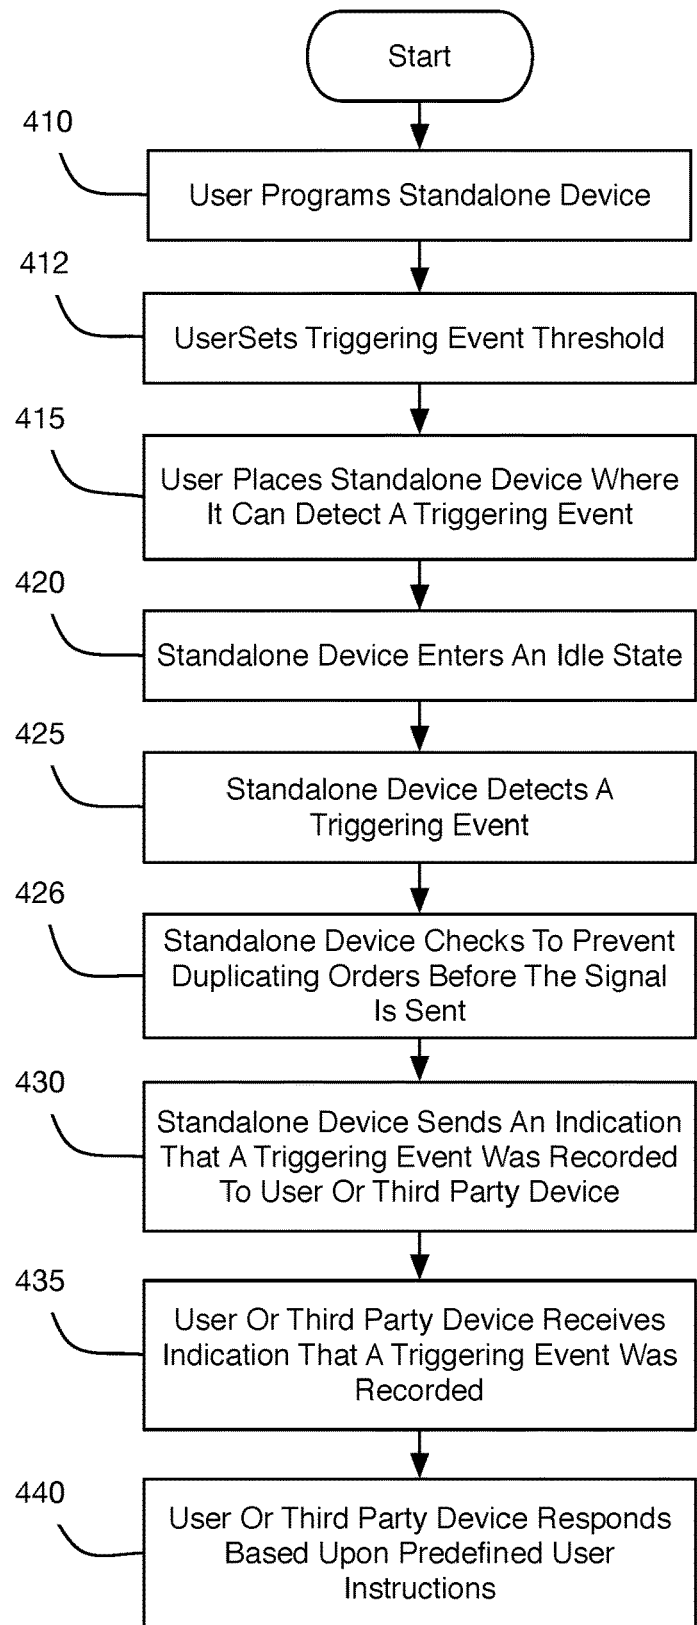 Start
410
User Programs Standalone Device
412
UserSets Triggering Event Threshold
415
User Places Standalone Device Where
It Can Detect A Triggering Event
420
Standalone Device Enters An Idle State
425
Standalone Device Detects A
Triggering Event
426
Standalone Device Checks To Prevent
Duplicating Orders Before The Signal
Is Sent
430
Standalone Device Sends An Indication
That A Triggering Event Was Recorded
To User Or Third Party Device
435
User Or Third Party Device Receives
Indication That A Triggering Event Was
Recorded
440
User Or Third Party Device Responds
Based Upon Predefined User
Instructions